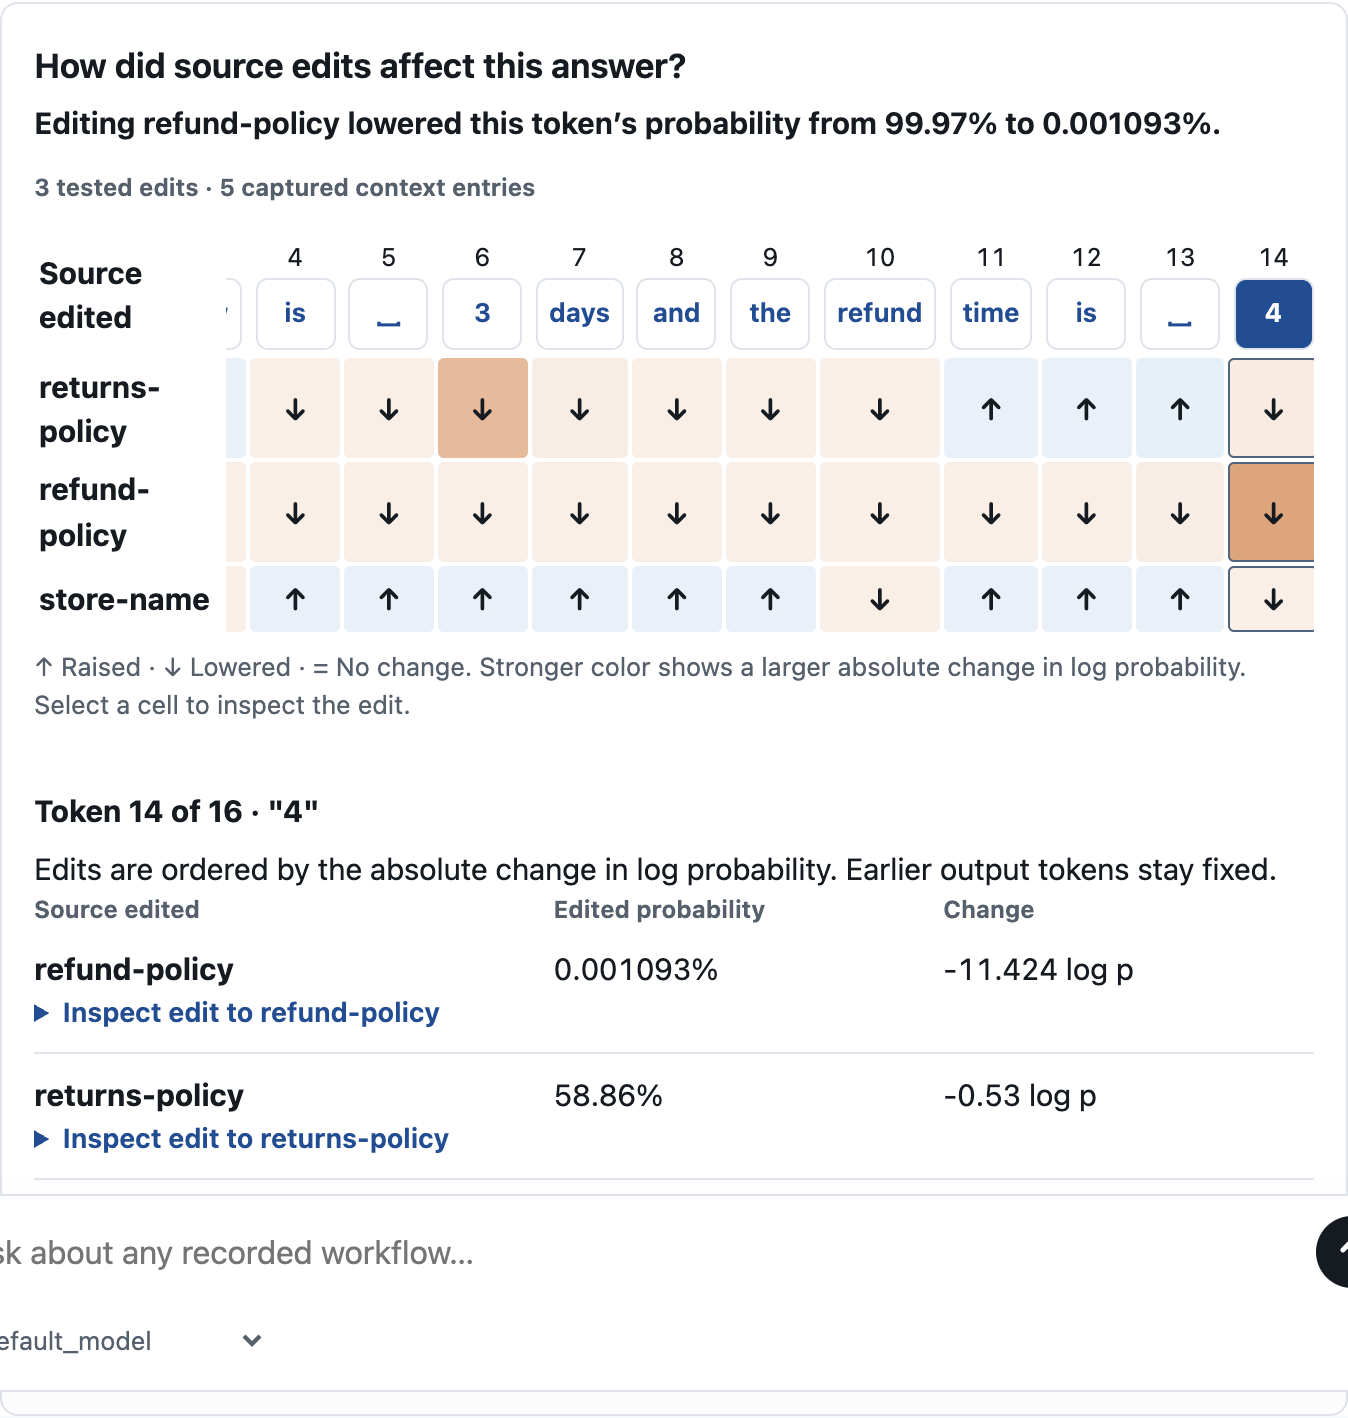 How did source edits affect this answer?
Editing refund-policy lowered this token’s probability from 99.97% to 0.001093%.
3 tested edits · 5 captured context entries
Source edited
4 5 6 7 8 9 10 11 12 13 14
is ⎵ 3 days and the refund time is ⎵ 4
returns-
policy
↓ ↓ ↓ ↓ ↓ ↓ ↓ ↑ ↑ ↑ ↓
refund-
policy
↓ ↓ ↓ ↓ ↓ ↓ ↓ ↓ ↓ ↓ ↓
store-name ↑ ↑ ↑ ↑ ↑ ↑ ↓ ↑ ↑ ↑ ↓
↑ Raised · ↓ Lowered · = No change. Stronger color shows a larger absolute change in log probability.
Select a cell to inspect the edit.
Token 14 of 16 · "4"
Edits are ordered by the absolute change in log probability. Earlier output tokens stay fixed.
Source edited Edited probability Change
refund-policy 0.001093% -11.424 log p
▶ Inspect edit to refund-policy
returns-policy 58.86% -0.53 log p
▶ Inspect edit to returns-policy
sk about any recorded workflow...
efault_model